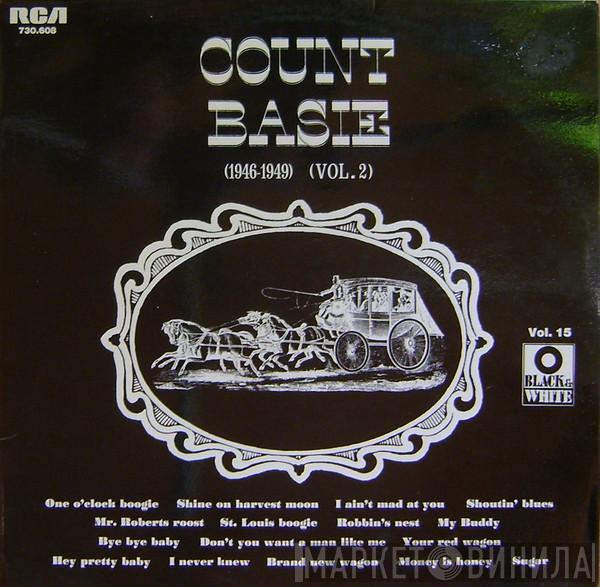 RCA
730.608
COUNT
BASIE
(1946-1949) (VOL.2)
Vol. 15
BLACK &
WHITE
One o'clock boogie Shine on harvest moon I ain't mad at you Shoutin' blues
Mr. Roberts roost St. Louis boogie Robbin's nest My Buddy
Bye bye baby Don't you want a man like me Your red wagon
Hey pretty baby I never knew Brand new wagon Money is honey Sugar
МАРКЕТ ВИНИЛА